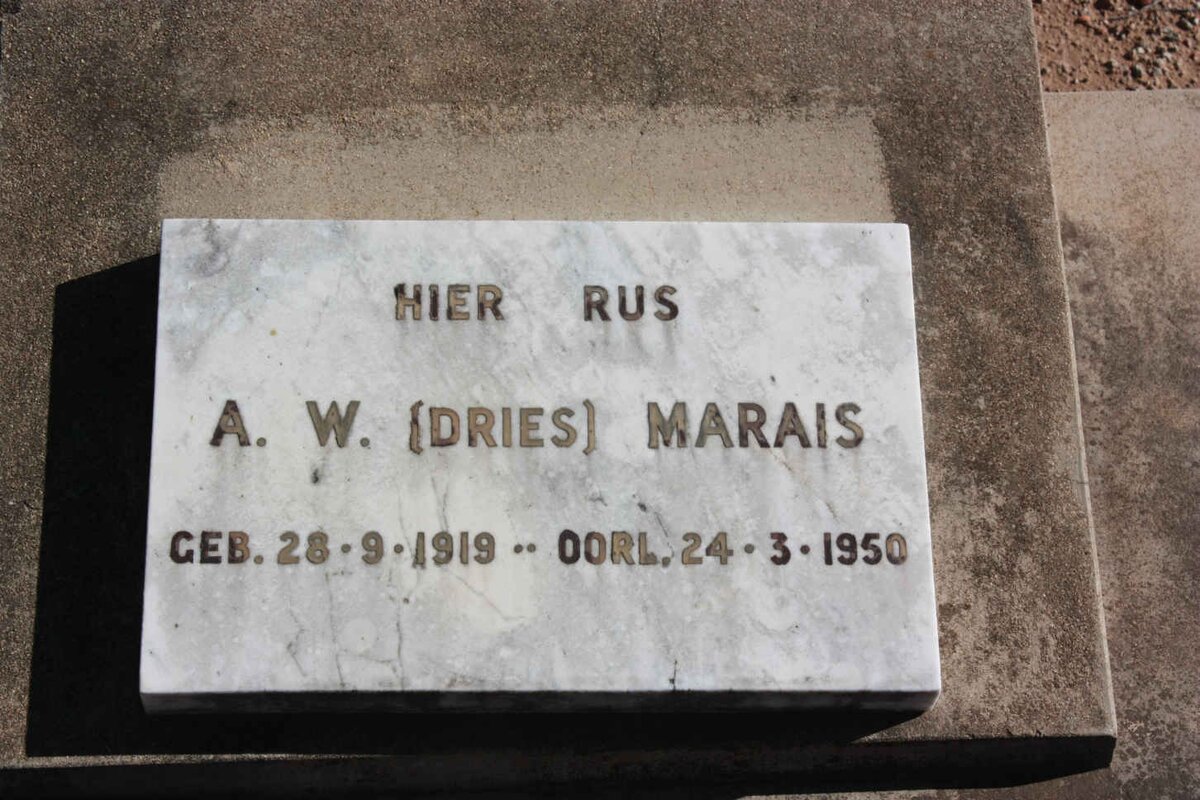 HIER RUS
A. W. (DRIES) MARAIS
GEB. 28·9·1919 ·· OORL. 24·3·1950